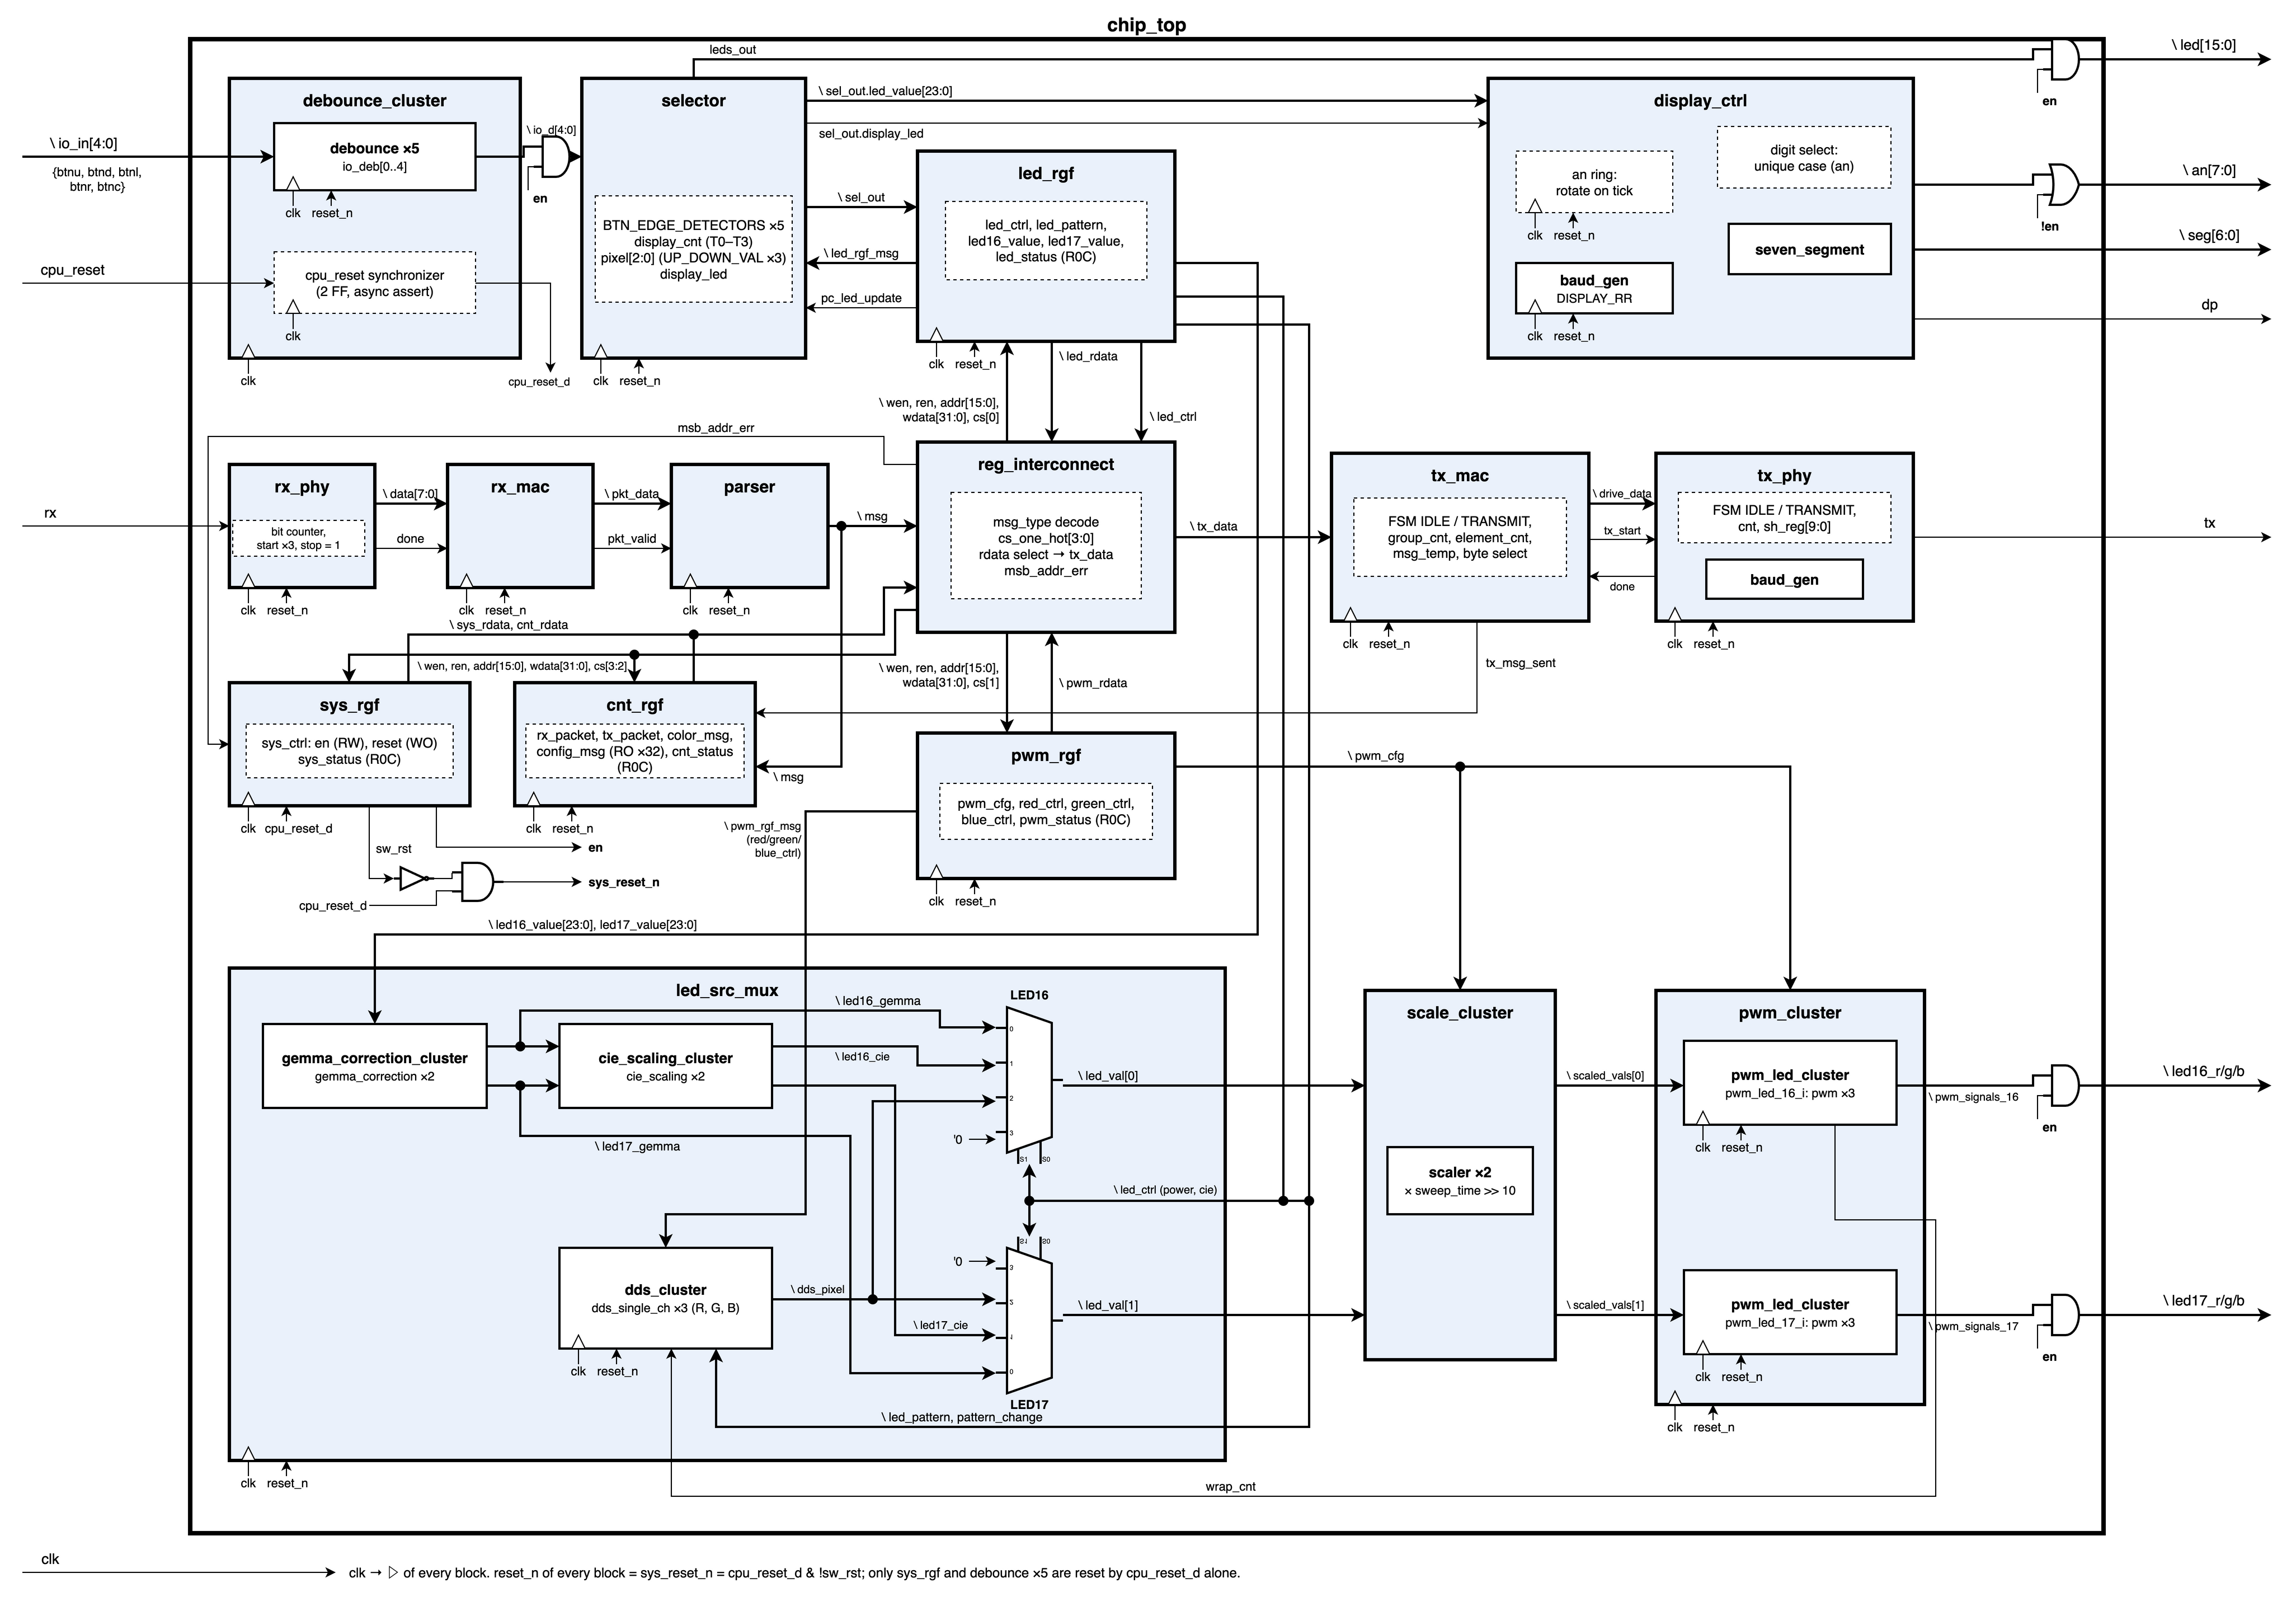 chip_top
leds_out
\ led[15:0]
en
debounce_cluster
debounce ×5
io_deb[0..4]
clk
reset_n
\ io_in[4:0]
{btnu, btnd, btnl,
btnr, btnc}
\ io_d[4:0]
en
cpu_reset
cpu_reset synchronizer
(2 FF, async assert)
clk
clk
cpu_reset_d
selector
BTN_EDGE_DETECTORS ×5
display_cnt (T0–T3)
pixel[2:0] (UP_DOWN_VAL ×3)
display_led
clk
reset_n
\ sel_out.led_value[23:0]
sel_out.display_led
\ sel_out
\ led_rgf_msg
pc_led_update
led_rgf
led_ctrl, led_pattern,
led16_value, led17_value,
led_status (R0C)
clk
reset_n
\ led_rdata
\ wen, ren, addr[15:0],
wdata[31:0], cs[0]
\ led_ctrl
display_ctrl
an ring:
rotate on tick
clk
reset_n
digit select:
unique case (an)
seven_segment
baud_gen
DISPLAY_RR
clk
reset_n
\ an[7:0]
!en
\ seg[6:0]
dp
msb_addr_err
rx
rx_phy
bit counter,
start ×3, stop = 1
clk
reset_n
\ data[7:0]
done
rx_mac
clk
reset_n
\ pkt_data
pkt_valid
parser
clk
reset_n
\ msg
reg_interconnect
msg_type decode
cs_one_hot[3:0]
rdata select → tx_data
msb_addr_err
\ tx_data
tx_mac
FSM IDLE / TRANSMIT,
group_cnt, element_cnt,
msg_temp, byte select
clk
reset_n
\ drive_data
tx_start
done
tx_phy
FSM IDLE / TRANSMIT,
cnt, sh_reg[9:0]
baud_gen
clk
reset_n
tx
tx_msg_sent
\ sys_rdata, cnt_rdata
\ wen, ren, addr[15:0], wdata[31:0], cs[3:2]
\ wen, ren, addr[15:0],
wdata[31:0], cs[1]
\ pwm_rdata
sys_rgf
sys_ctrl: en (RW), reset (WO)
sys_status (R0C)
clk
cpu_reset_d
cnt_rgf
rx_packet, tx_packet, color_msg,
config_msg (RO ×32), cnt_status
(R0C)
clk
reset_n
\ msg
pwm_rgf
pwm_cfg, red_ctrl, green_ctrl,
blue_ctrl, pwm_status (R0C)
clk
reset_n
\ pwm_cfg
\ pwm_rgf_msg
(red/green/
blue_ctrl)
sw_rst
en
sys_reset_n
cpu_reset_d
\ led16_value[23:0], led17_value[23:0]
led_src_mux
gemma_correction_cluster
gemma_correction ×2
cie_scaling_cluster
cie_scaling ×2
\ led16_gemma
\ led16_cie
\ led17_gemma
LED16
0
1
2
3
'0
S1
S0
\ led_val[0]
\ led_ctrl (power, cie)
S1
S0
'0
3
2
1
0
LED17
\ led_val[1]
dds_cluster
dds_single_ch ×3 (R, G, B)
clk
reset_n
\ dds_pixel
\ led17_cie
\ led_pattern, pattern_change
clk
reset_n
wrap_cnt
scale_cluster
scaler ×2
× sweep_time >> 10
\ scaled_vals[0]
\ scaled_vals[1]
pwm_cluster
pwm_led_cluster
pwm_led_16_i: pwm ×3
clk
reset_n
pwm_led_cluster
pwm_led_17_i: pwm ×3
clk
reset_n
clk
reset_n
\ pwm_signals_16
en
\ led16_r/g/b
\ pwm_signals_17
en
\ led17_r/g/b
clk
clk → ▷ of every block. reset_n of every block = sys_reset_n = cpu_reset_d & !sw_rst; only sys_rgf and debounce ×5 are reset by cpu_reset_d alone.